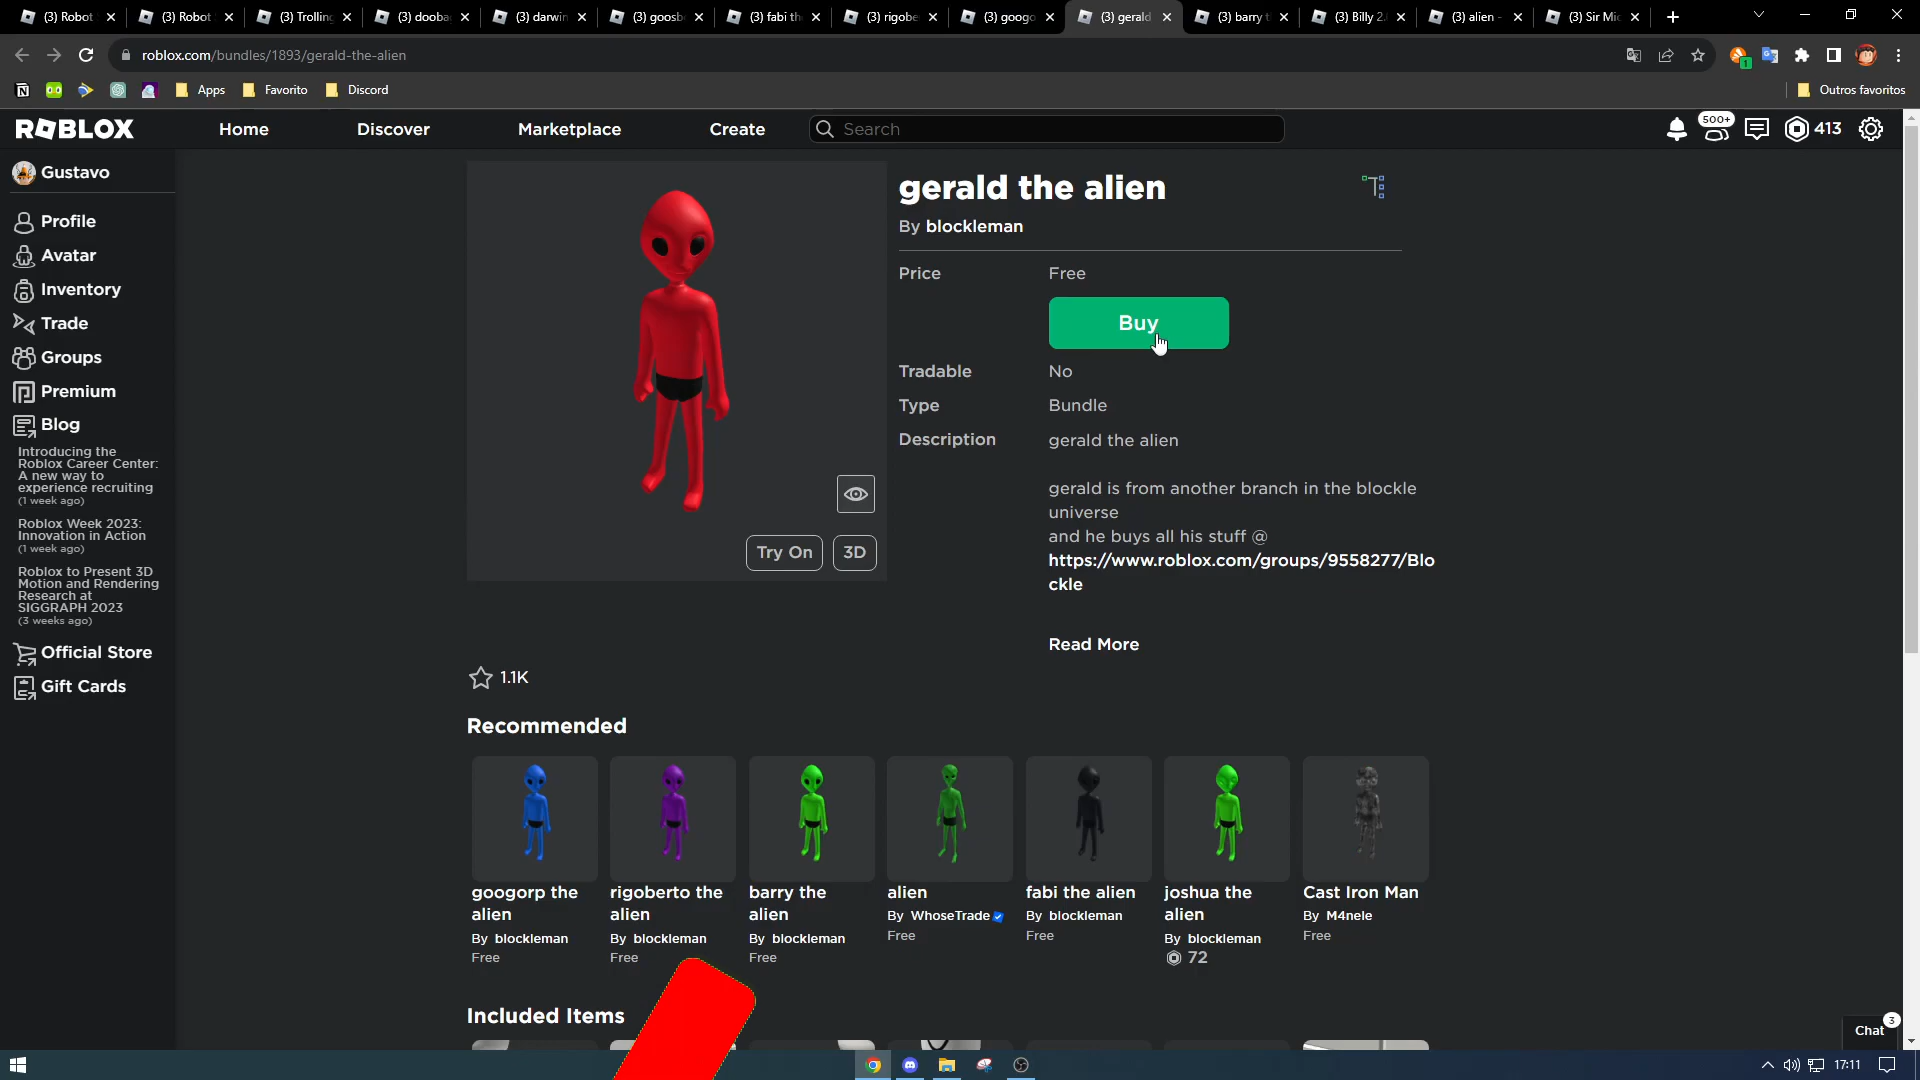 (3) Robot
(3) Robot
(3) Trolling
(3) dooba
(3) darwin
(3) goosb
(3) fabi th
(3) rigobe
(3) googo
(3) gerald
(3) barry t
(3) Billy 2.
(3) alien -
(3) Sir Mic
roblox.com/bundles/1893/gerald-the-alien
1
Apps
Favorito
Discord
Outros favoritos
ROBLOX
Home
Discover
Marketplace
Create
Search
500+
413
Gustavo
Profile
Avatar
Inventory
Trade
Groups
Premium
Blog
Introducing the
Roblox Career Center:
A new way to
experience recruiting
(1 week ago)
Roblox Week 2023:
Innovation in Action
(1 week ago)
Roblox to Present 3D
Motion and Rendering
Research at
SIGGRAPH 2023
(3 weeks ago)
Official Store
Gift Cards
Try On
3D
gerald the alien
By blockleman
Price Free
Buy
Tradable No
Type Bundle
Description gerald the alien
gerald is from another branch in the blockle
universe
and he buys all his stuff @
https://www.roblox.com/groups/9558277/Blo
ckle
Read More
1.1K
Recommended
googorp the
alien
By blockleman
Free
rigoberto the
alien
By blockleman
Free
barry the
alien
By blockleman
Free
alien
By WhoseTrade
Free
fabi the alien
By blockleman
Free
joshua the
alien
By blockleman
72
Cast Iron Man
By M4nele
Free
Included Items
Chat
3
17:11